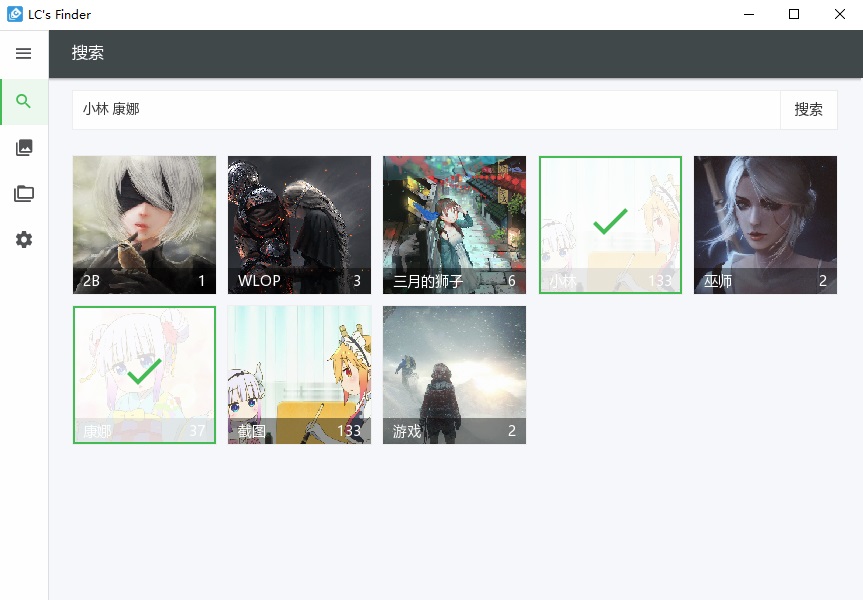 LC's Finder
搜索
小林 康娜
搜索
2B 1
WLOP 3
三月的狮子 6
小林 133
巫师 2
康娜 37
截图 133
游戏 2